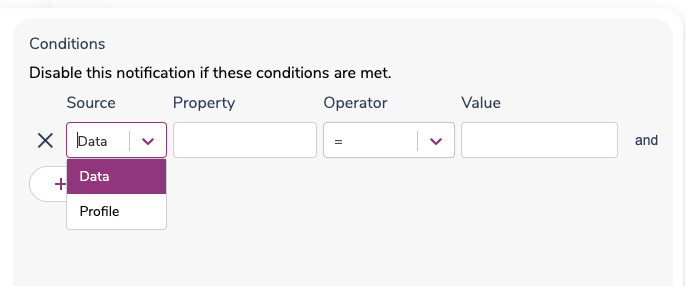 Conditions
Disable this notification if these conditions are met.
Source Property Operator Value
Data = and
Data
Profile